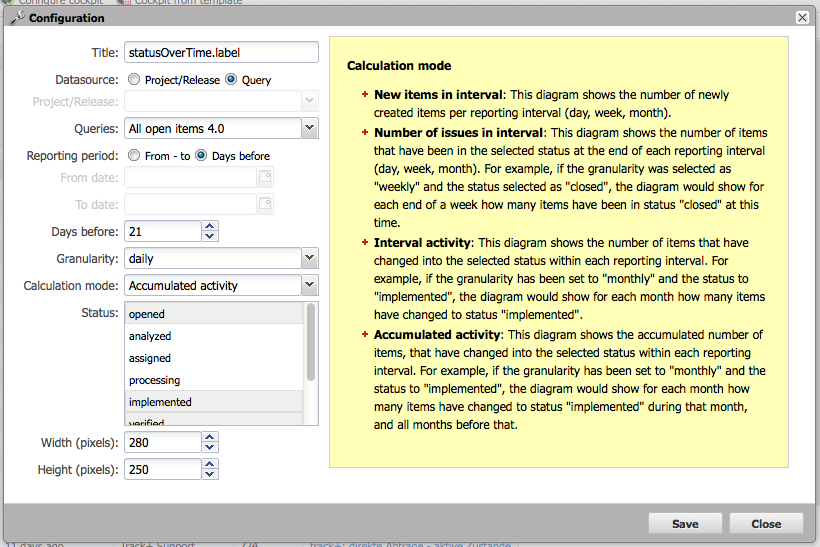 Configure cockpit Cockpit from template
Configuration
Title: statusOverTime.label
Datasource: Project/Release Query
Project/Release:
Queries: All open items 4.0
Reporting period: From - to Days before
From date:
To date:
Days before: 21
Granularity: daily
Calculation mode: Accumulated activity
Status: opened
analyzed
assigned
processing
implemented
verified
Width (pixels): 280
Height (pixels): 250
Calculation mode
New items in interval: This diagram shows the number of newly
created items per reporting interval (day, week, month).
Number of issues in interval: This diagram shows the number of items
that have been in the selected status at the end of each reporting interval
(day, week, month). For example, if the granularity was selected as
"weekly" and the status selected as "closed", the diagram would show for
each end of a week how many items have been in status "closed" at this
time.
Interval activity: This diagram shows the number of items that have
changed into the selected status within each reporting interval. For
example, if the granularity has been set to "monthly" and the status to
"implemented", the diagram would show for each month how many items
have changed to status "implemented".
Accumulated activity: This diagram shows the accumulated number of
items, that have changed into the selected status within each reporting
interval. For example, if the granularity has been set to "monthly" and the
status to "implemented", the diagram would show for each month how
many items have changed to status "implemented" during that month,
and all months before that.
Save Close
11 days ago Track+ Support 774 track+: direkte Abfrage - aktive Zustände